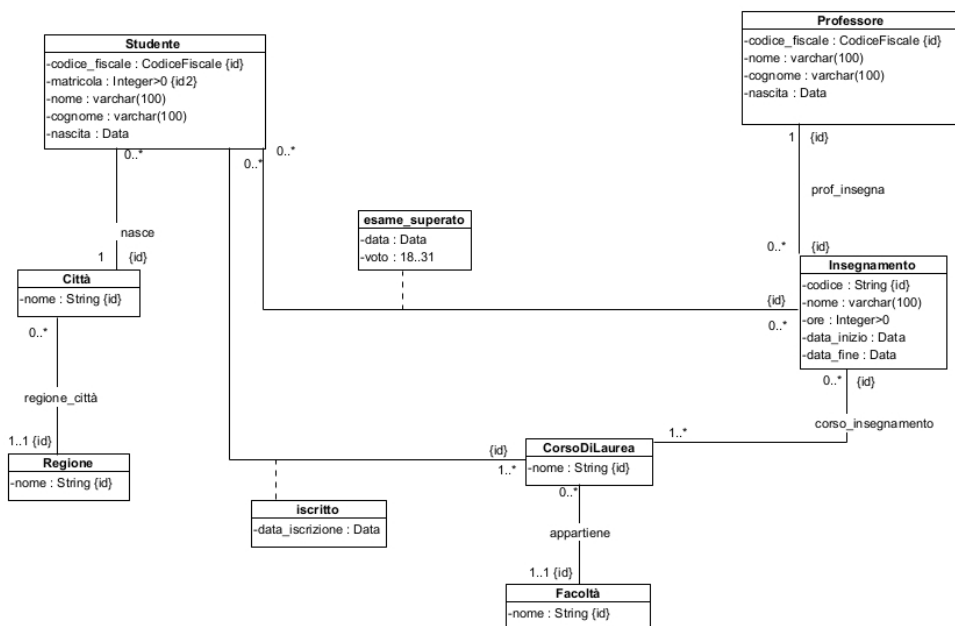 Studente
-codice_fiscale : CodiceFiscale {id}
-matricola : Integer>0 {id2}
-nome : varchar(100)
-cognome : varchar(100)
-nascita : Data
Professore
-codice_fiscale : CodiceFiscale {id}
-nome : varchar(100)
-cognome : varchar(100)
-nascita : Data
0..*
0..*
0..*
1 {id}
prof_insegna
esame_superato
-data : Data
-voto : 18..31
nasce
1 {id}
0..* {id}
Città
-nome : String {id}
Insegnamento
-codice : String {id}
-nome : varchar(100)
-ore : Integer>0
-data_inizio : Data
-data_fine : Data
{id}
0..*
0..*
0..* {id}
regione_città
corso_insegnamento
1..1 {id}
Regione
-nome : String {id}
{id}
1..*
1..*
CorsoDiLaurea
-nome : String {id}
0..*
iscritto
-data_iscrizione : Data
appartiene
1..1 {id}
Facoltà
-nome : String {id}